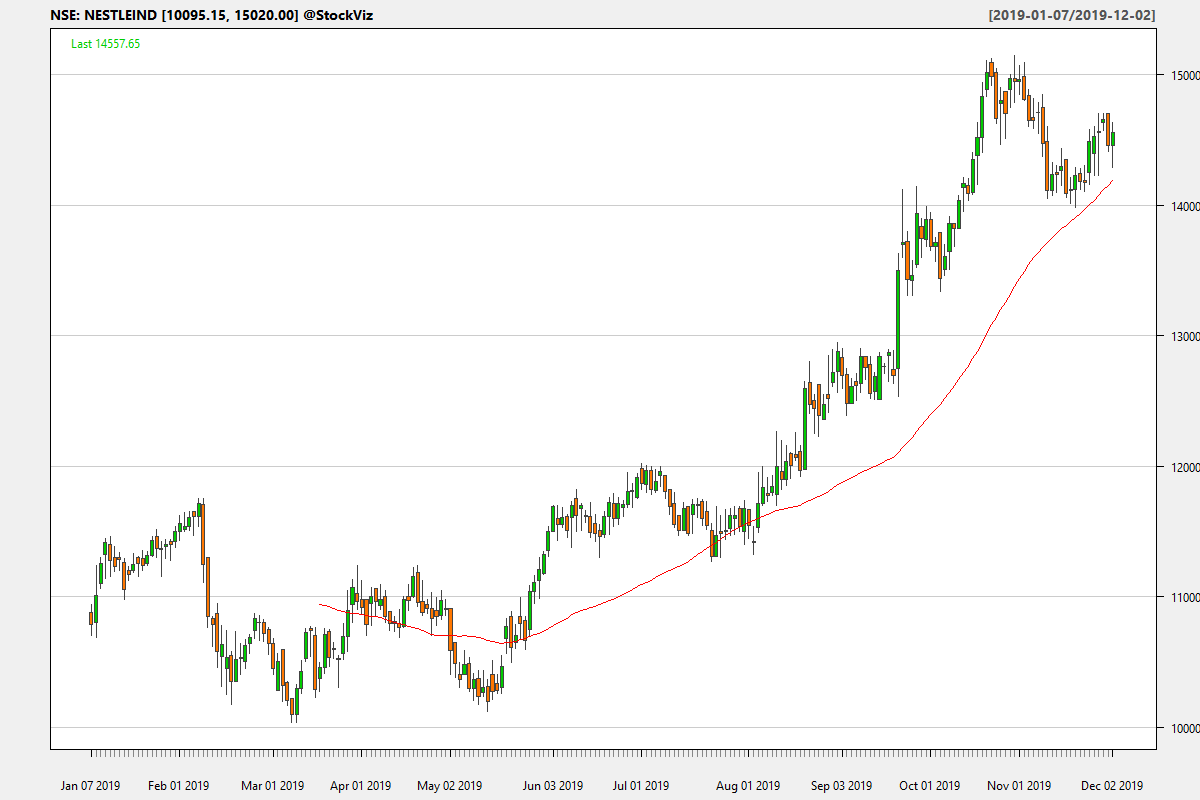 NSE: NESTLEIND [10095.15, 15020.00] @StockViz [2019-01-07/2019-12-02]
Last 14557.65
15000
14000
13000
12000
11000
10000
Jan 07 2019 Feb 01 2019 Mar 01 2019 Apr 01 2019 May 02 2019 Jun 03 2019 Jul 01 2019 Aug 01 2019 Sep 03 2019 Oct 01 2019 Nov 01 2019 Dec 02 2019